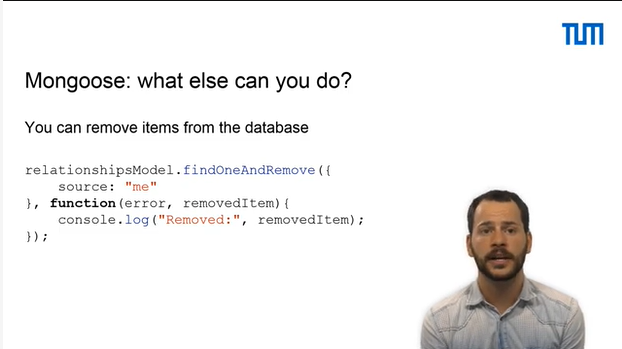 TUM
Mongoose: what else can you do?
You can remove items from the database
relationshipsModel.findOneAndRemove({
    source: "me"
}, function(error, removedItem){
    console.log("Removed:", removedItem);
});